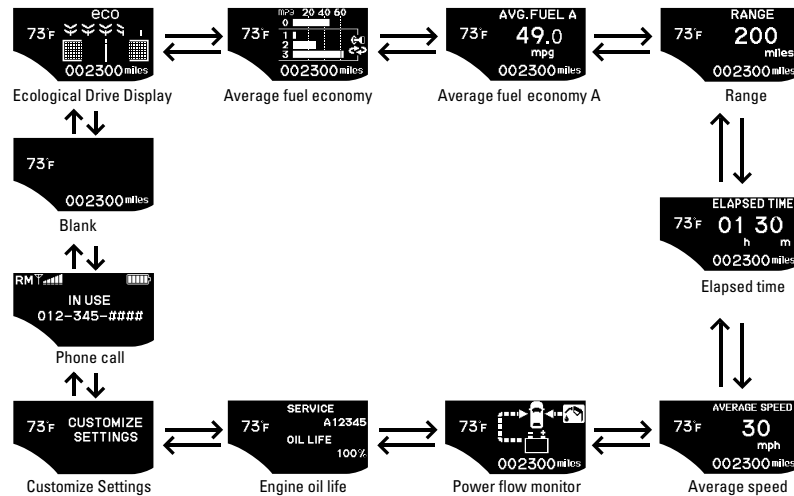 eco
73°F
002300 miles
Ecological Drive Display
mpg 20 40 60
0
73°F
1
2
3
002300 miles
Average fuel economy
AVG.FUEL A
73°F 49.0
mpg
002300 miles
Average fuel economy A
RANGE
73°F 200
miles
002300 miles
Range
73°F
002300 miles
Blank
ELAPSED TIME
73°F 01 30
h m
002300 miles
Elapsed time
RM
IN USE
012-345-####
Phone call
73°F CUSTOMIZE
SETTINGS
Customize Settings
SERVICE
A12345
73°F
OIL LIFE
100%
Engine oil life
73°F
002300 miles
Power flow monitor
AVERAGE SPEED
73°F 30
mph
002300 miles
Average speed